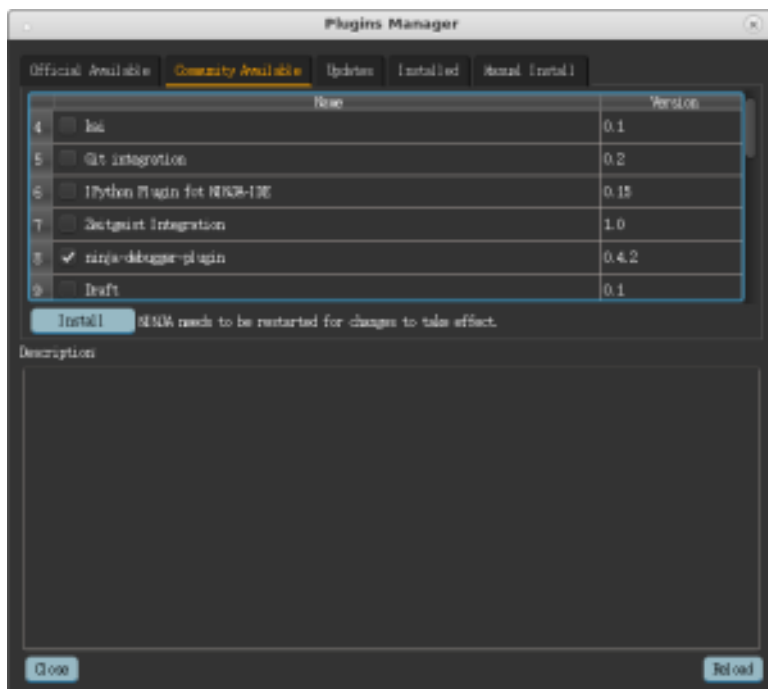 Plugins Manager
Official Available Community Available Updates Installed Manual Install
Name Version
4 0.1
5 Git integration 0.2
6 IPython Plugin fot NINJA-IDE 0.15
7 Zeitgeist Integration 1.0
8 ninja-debugger-plugin 0.4.2
9 Draft 0.1
Install NINJA needs to be restarted for changes to take effect.
Description
Close Reload